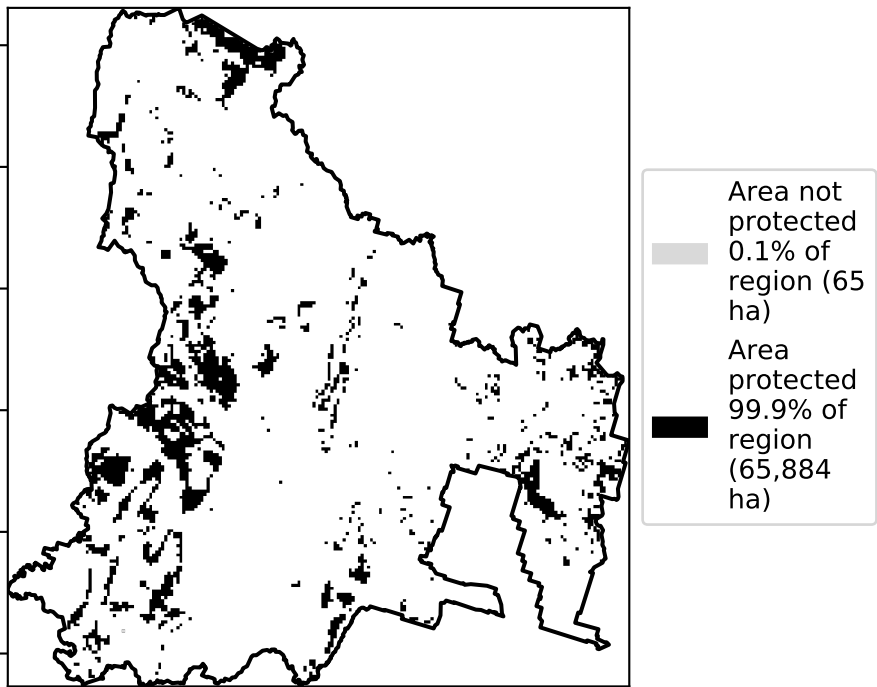 Area not
protected
0.1% of
region (65
ha)
Area
protected
99.9% of
region
(65,884
ha)